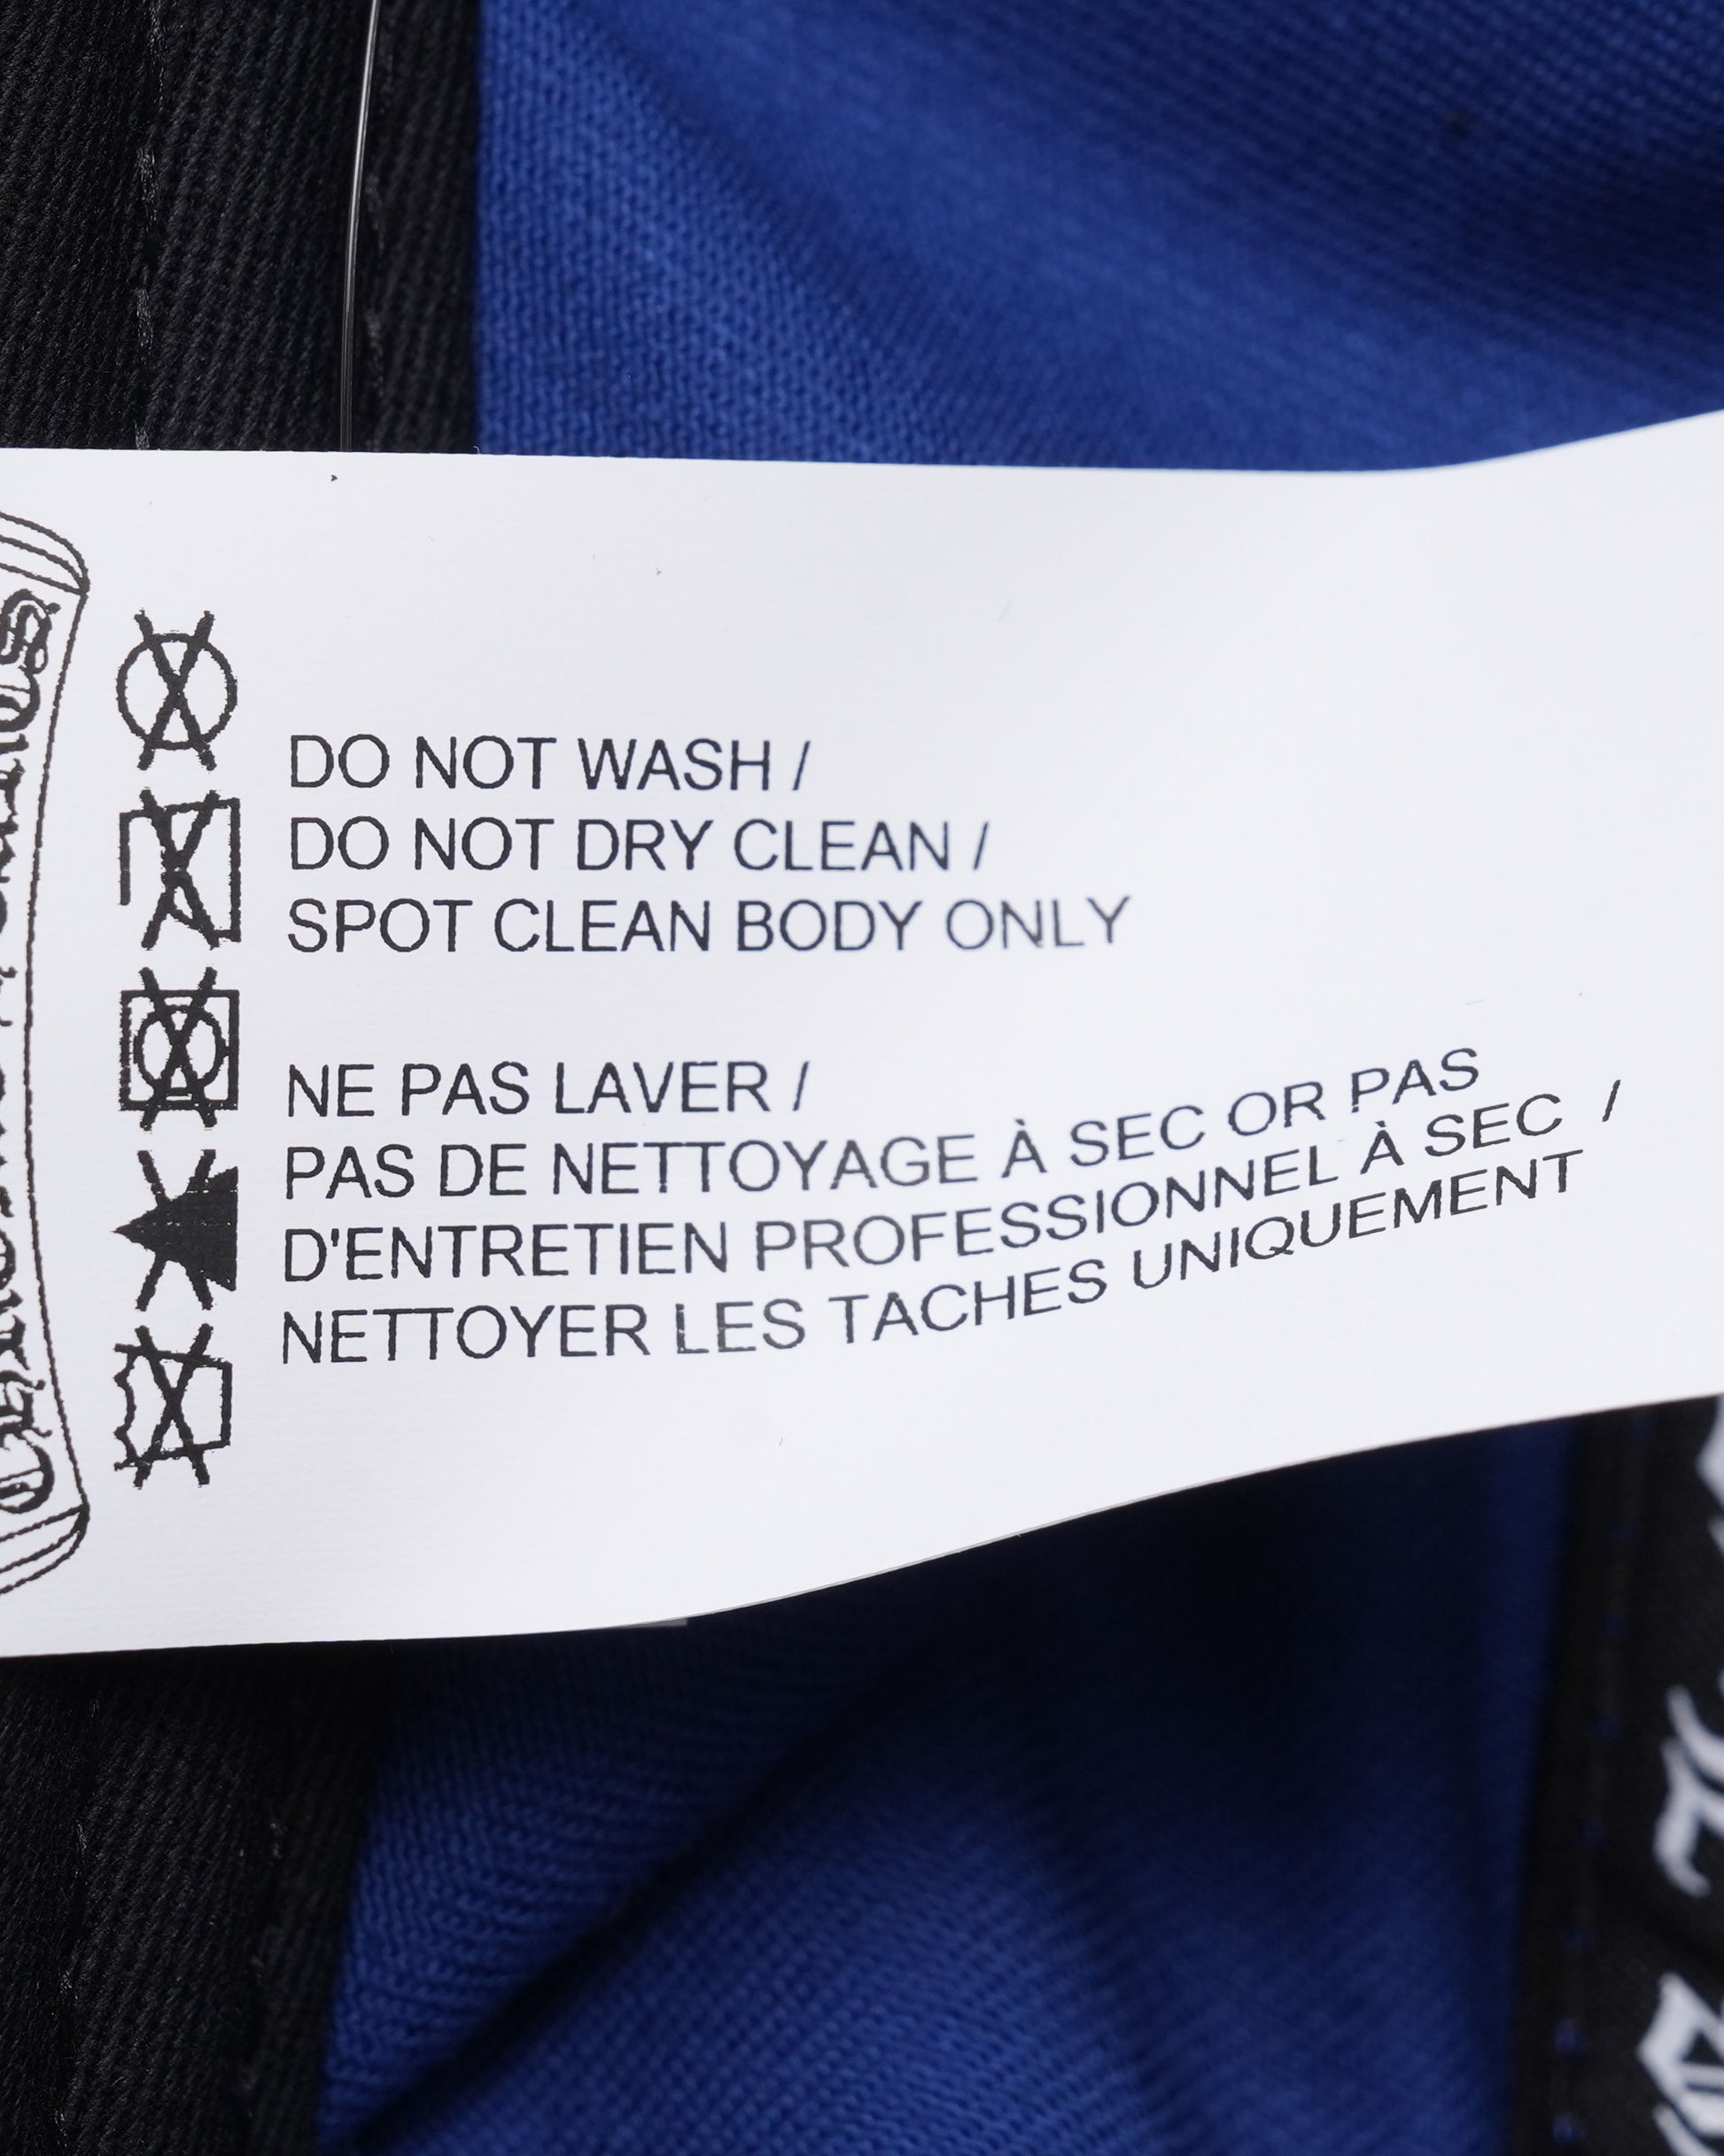 DO NOT WASH /
DO NOT DRY CLEAN /
SPOT CLEAN BODY ONLY
NE PAS LAVER /
PAS DE NETTOYAGE À SEC OR PAS
D'ENTRETIEN PROFESSIONNEL À SEC /
NETTOYER LES TACHES UNIQUEMENT